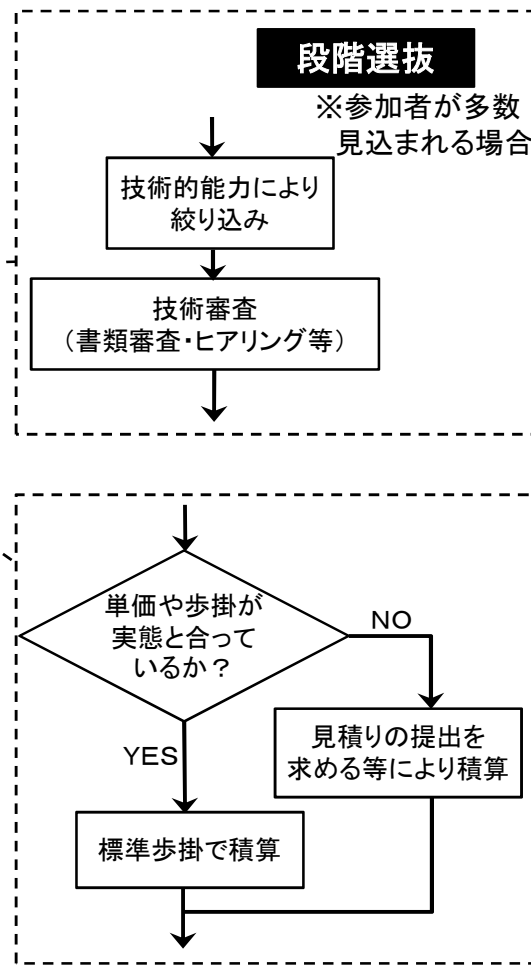 段階選抜
※参加者が多数
見込まれる場合
技術的能力により
絞り込み
技術審査
（書類審査・ヒアリング等）
単価や歩掛が
実態と合って
いるか？
NO
YES
見積りの提出を
求める等により積算
標準歩掛で積算